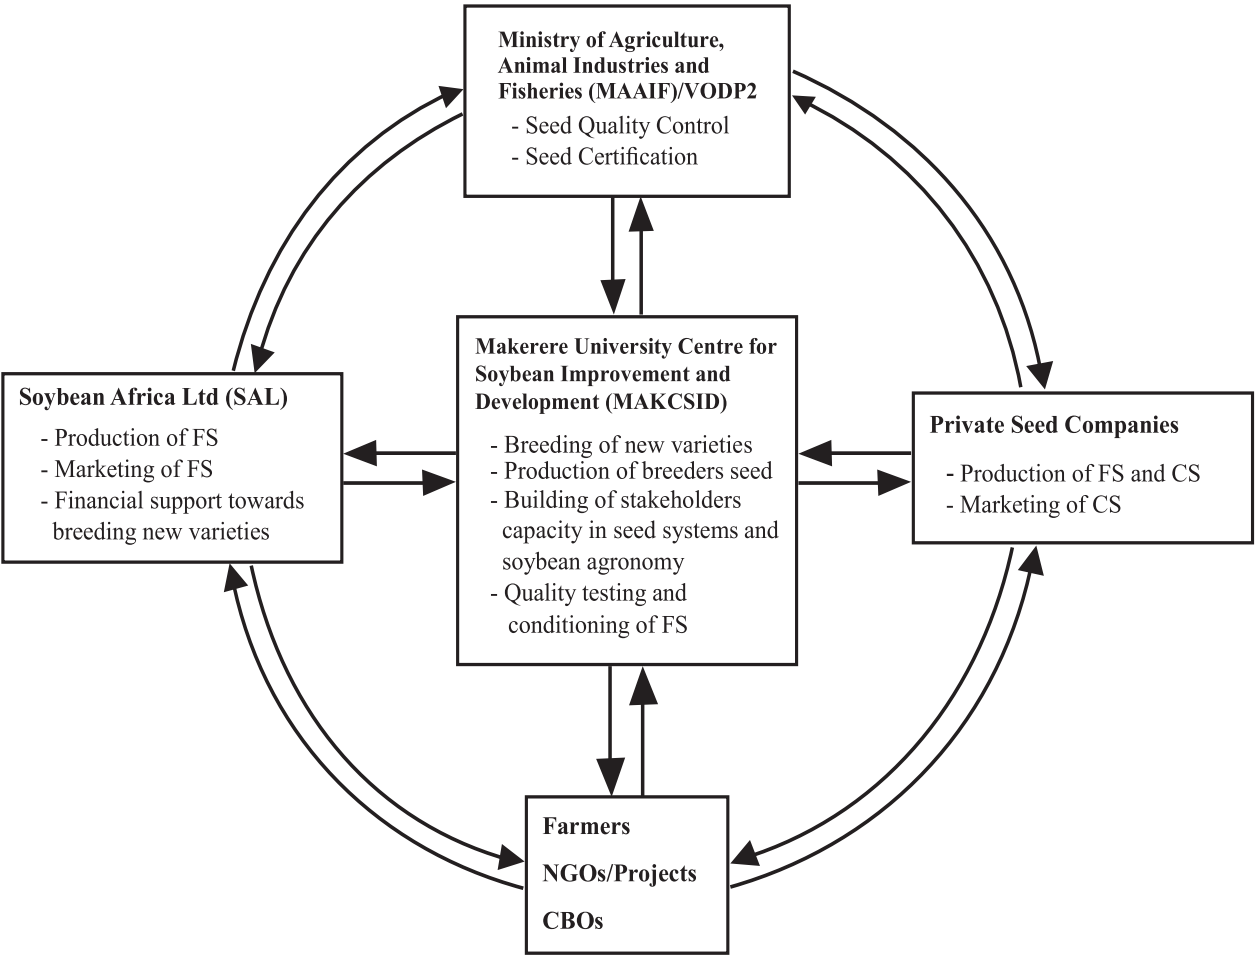 Ministry of Agriculture,
Animal Industries and
Fisheries (MAAIF)/VODP2
- Seed Quality Control
- Seed Certification
Soybean Africa Ltd (SAL)
- Production of FS
- Marketing of FS
- Financial support towards
breeding new varieties
Makerere University Centre for
Soybean Improvement and
Development (MAKCSID)
- Breeding of new varieties
- Production of breeders seed
- Building of stakeholders
capacity in seed systems and
soybean agronomy
- Quality testing and
conditioning of FS
Private Seed Companies
- Production of FS and CS
- Marketing of CS
Farmers
NGOs/Projects
CBOs